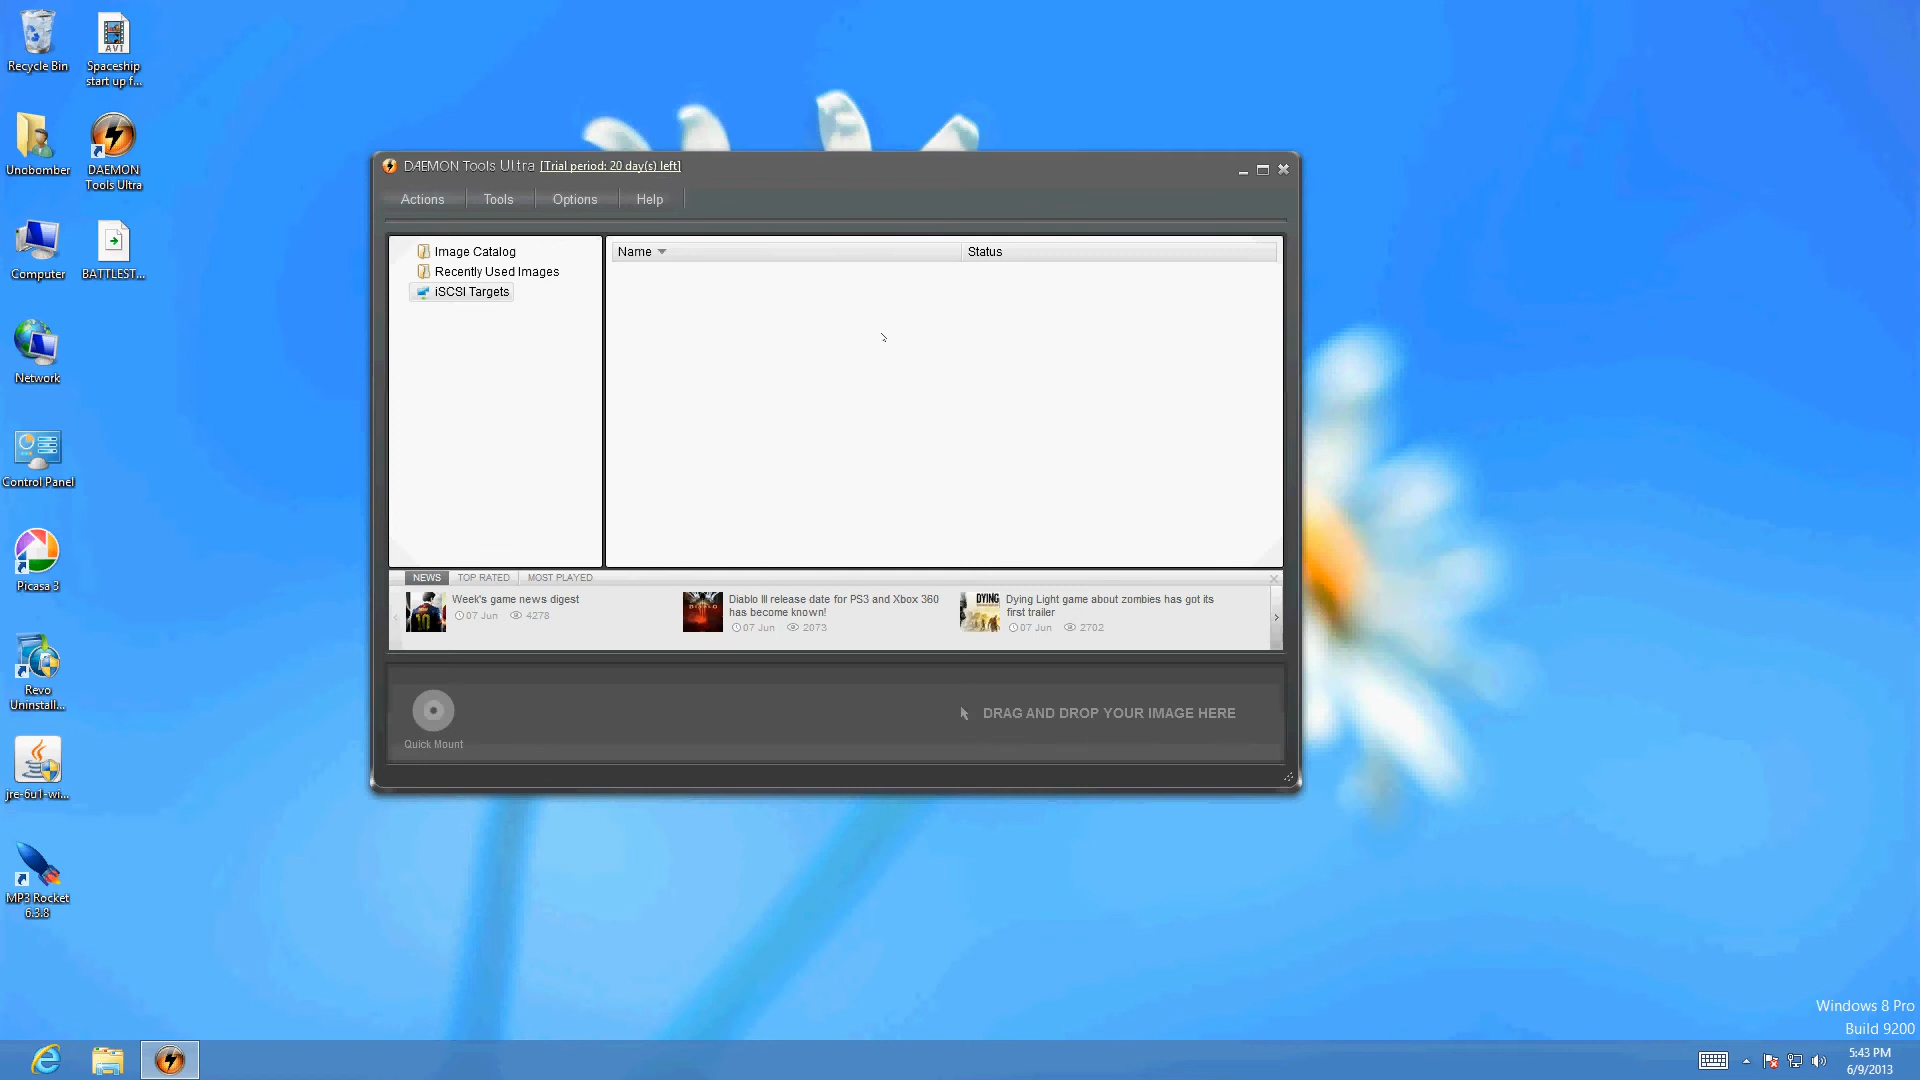 Recycle Bin
AVI
Spaceship
start up f...
Unobomber
DAEMON
Tools Ultra
Computer
BATTLEST...
Network
Control Panel
Picasa 3
Revo
Uninstall...
jre-6u1-wi...
MP3 Rocket
6.3.8
DAEMON Tools Ultra [Trial period: 20 day(s) left]
Actions
Tools
Options
Help
Image Catalog
Recently Used Images
iSCSI Targets
Name
Status
NEWS
TOP RATED
MOST PLAYED
Week's game news digest
07 Jun 4278
DIABLO
Diablo III release date for PS3 and Xbox 360
has become known!
07 Jun 2073
DYING
Dying Light game about zombies has got its
first trailer
07 Jun 2702
10
Quick Mount
DRAG AND DROP YOUR IMAGE HERE
Windows 8 Pro
Build 9200
5:43 PM
6/9/2013